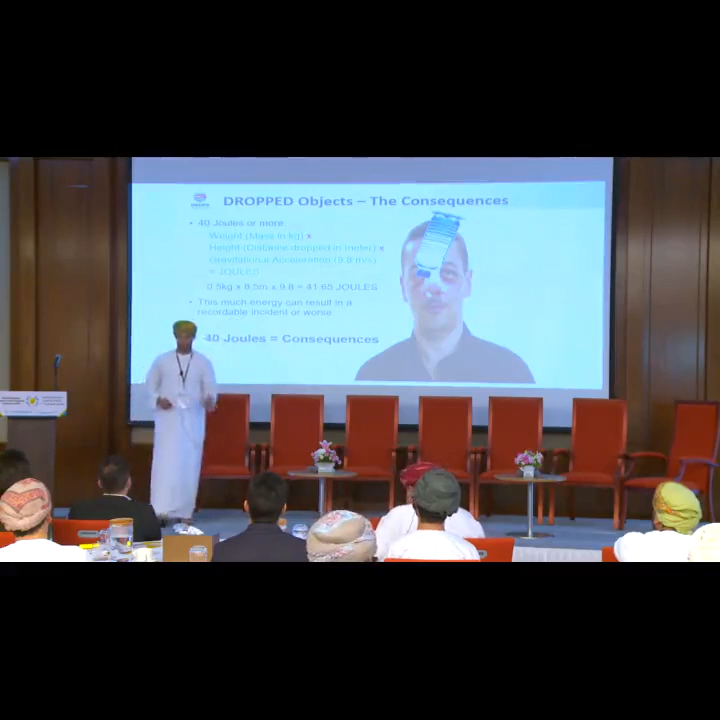 DROPPED Objects – The Consequences
• 40 Joules or more.
Weight (Mass in kg) x
Height (Distance dropped in meter) x
Gravitational Acceleration (9.8 m/s)
= JOULES
0.5kg x 8.5m x 9.8 = 41.65 JOULES
• This much energy can result in a
recordable incident or worse.
40 Joules = Consequences